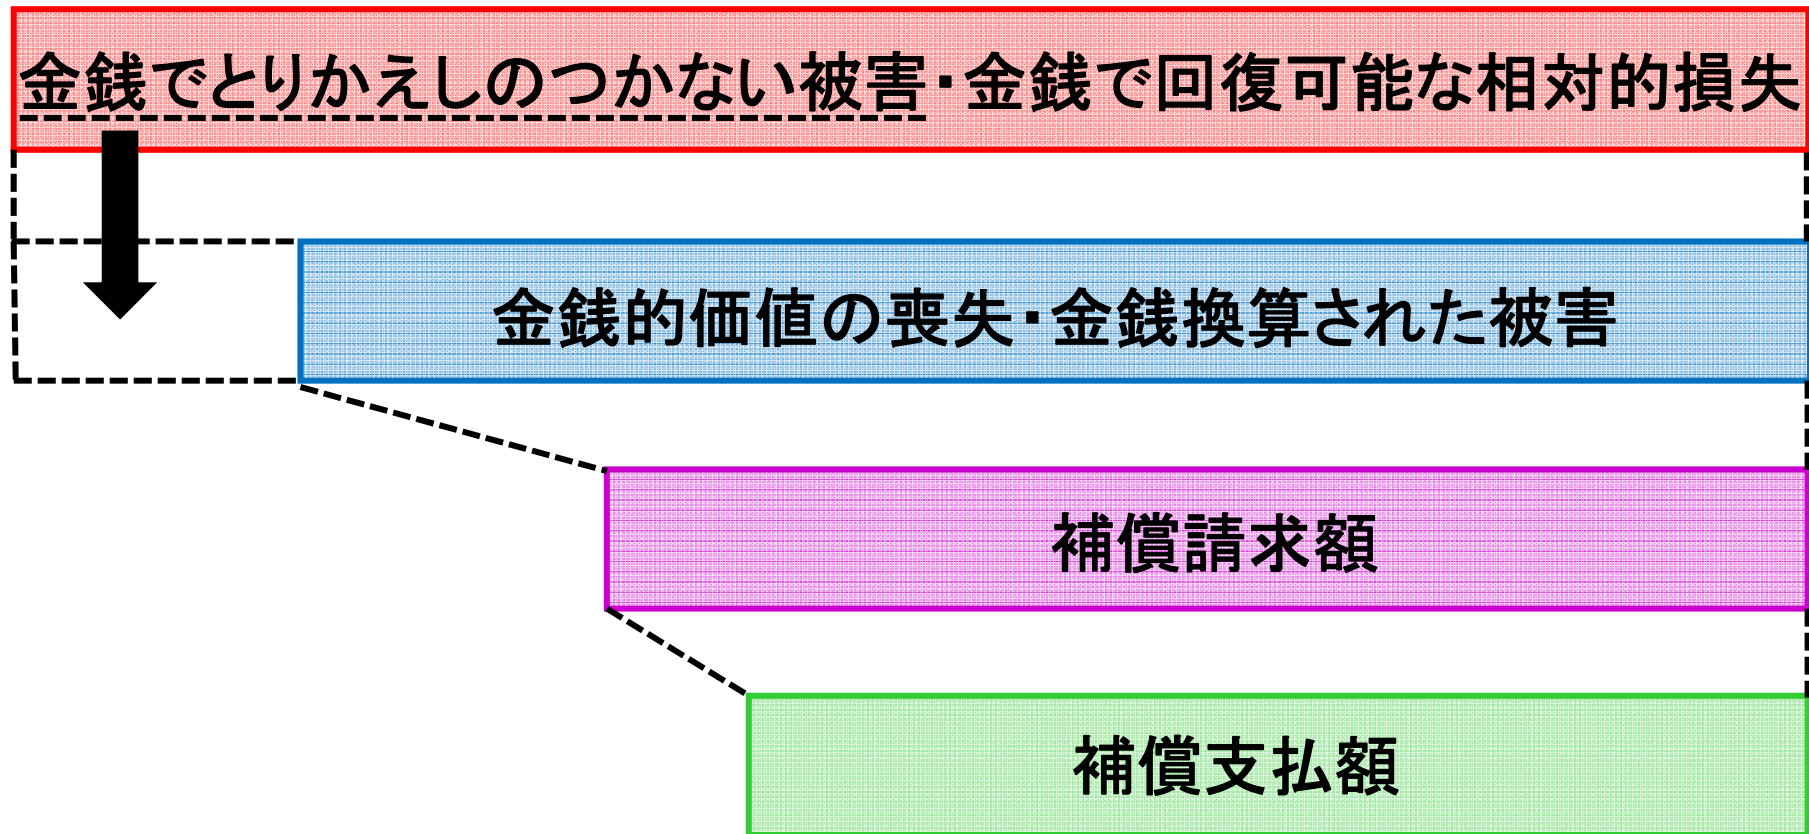 金銭でとりかえしのつかない被害・金銭で回復可能な相対的損失
金銭的価値の喪失・金銭換算された被害
補償請求額
補償支払額